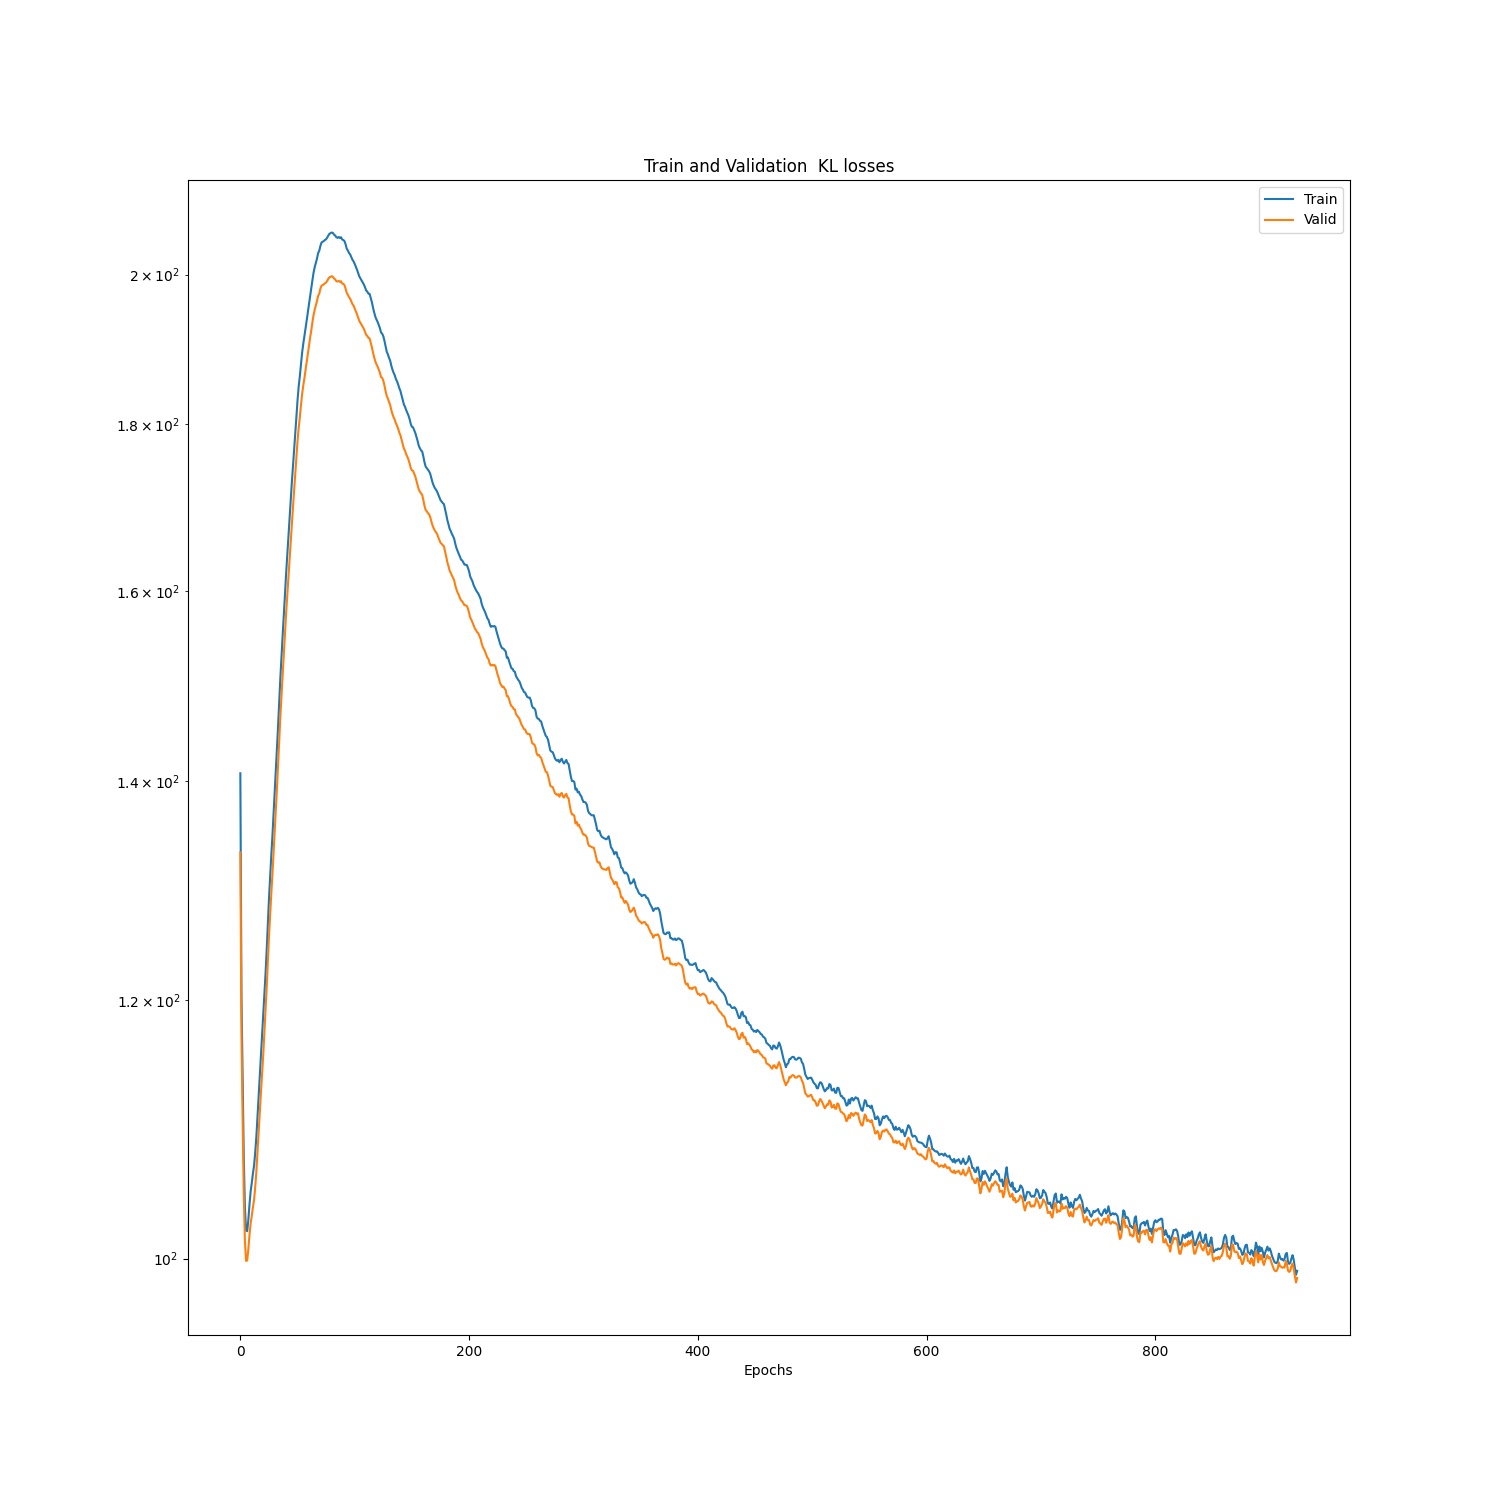 Train and Validation  KL losses
Train
Valid
2 × 10²
1.8 × 10²
1.6 × 10²
1.4 × 10²
1.2 × 10²
10²
0 200 400 600 800
Epochs